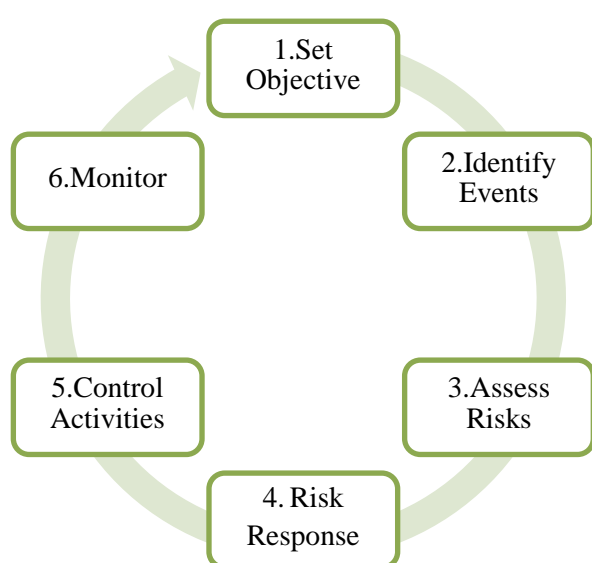 1.Set
Objective
2.Identify
Events
3.Assess
Risks
4. Risk
Response
5.Control
Activities
6.Monitor